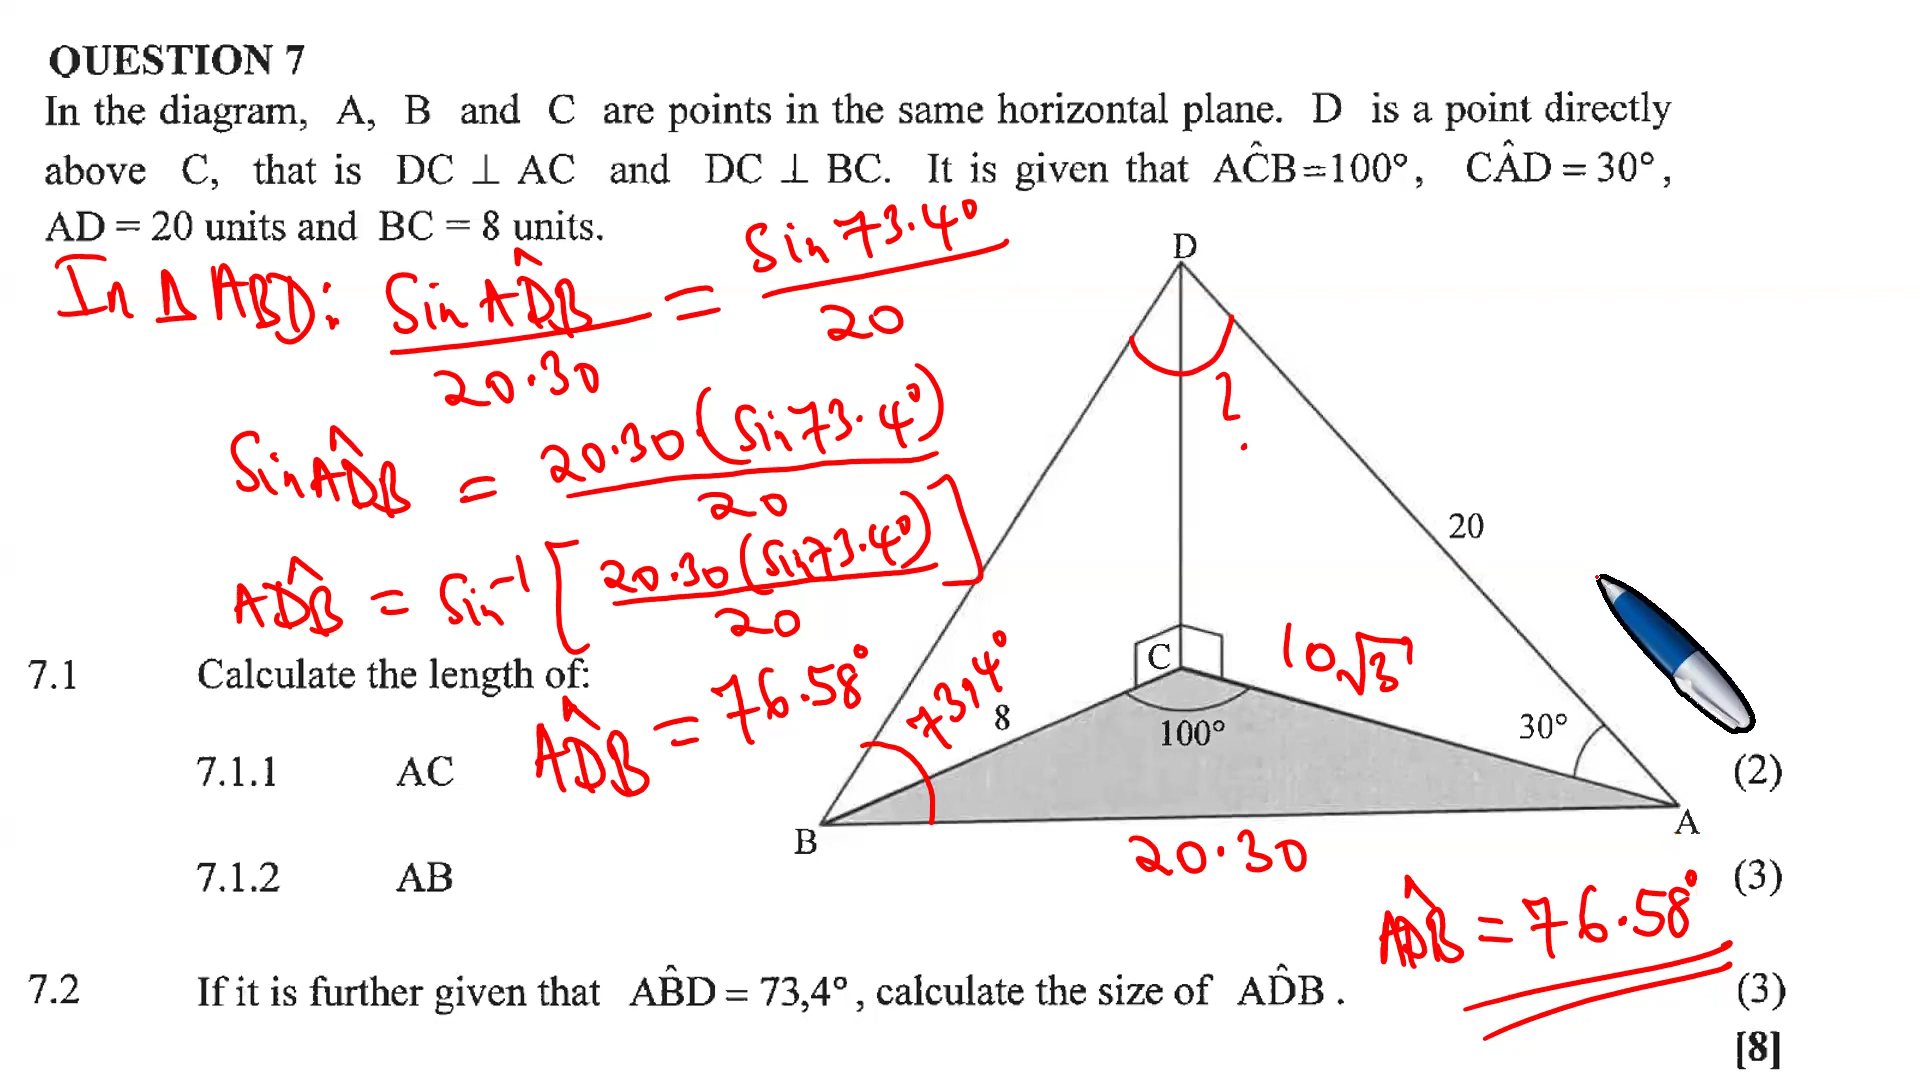 QUESTION 7
In the diagram, A, B and C are points in the same horizontal plane. D is a point directly
above C, that is DC ⊥ AC and DC ⊥ BC. It is given that AĈB=100°, CÂD = 30°,
AD = 20 units and BC = 8 units.
In Δ ABD: Sin AD̂B / 20.30 = Sin 73.4° / 20
Sin AD̂B = 20.30 (Sin 73.4°) / 20
AD̂B = Sin⁻¹ [ 20.30 (Sin 73.4°) / 20 ]
AD̂B = 76.58°
D
?
20
C
10√3
8
73,4°
100°
30°
B
A
20.30
7.1 Calculate the length of:
7.1.1 AC (2)
7.1.2 AB (3)
AD̂B = 76.58°
7.2 If it is further given that AB̂D = 73,4°, calculate the size of AD̂B. (3)
[8]